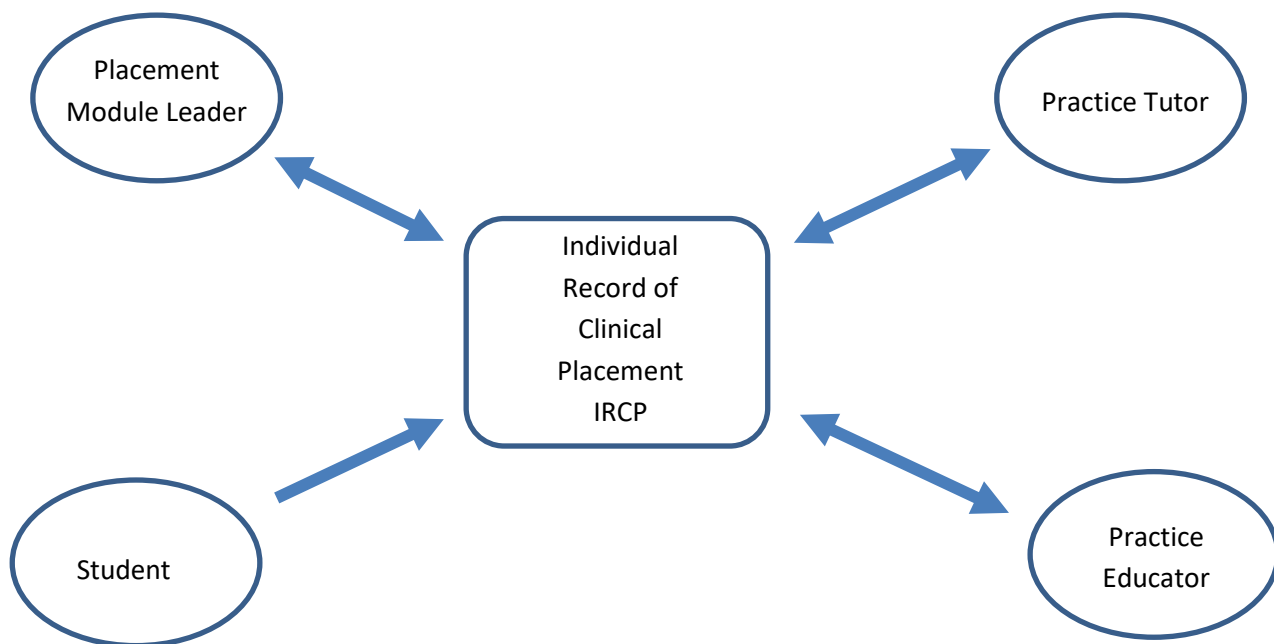 Placement
Module Leader
Practice Tutor
Individual
Record of
Clinical
Placement
IRCP
Student
Practice
Educator